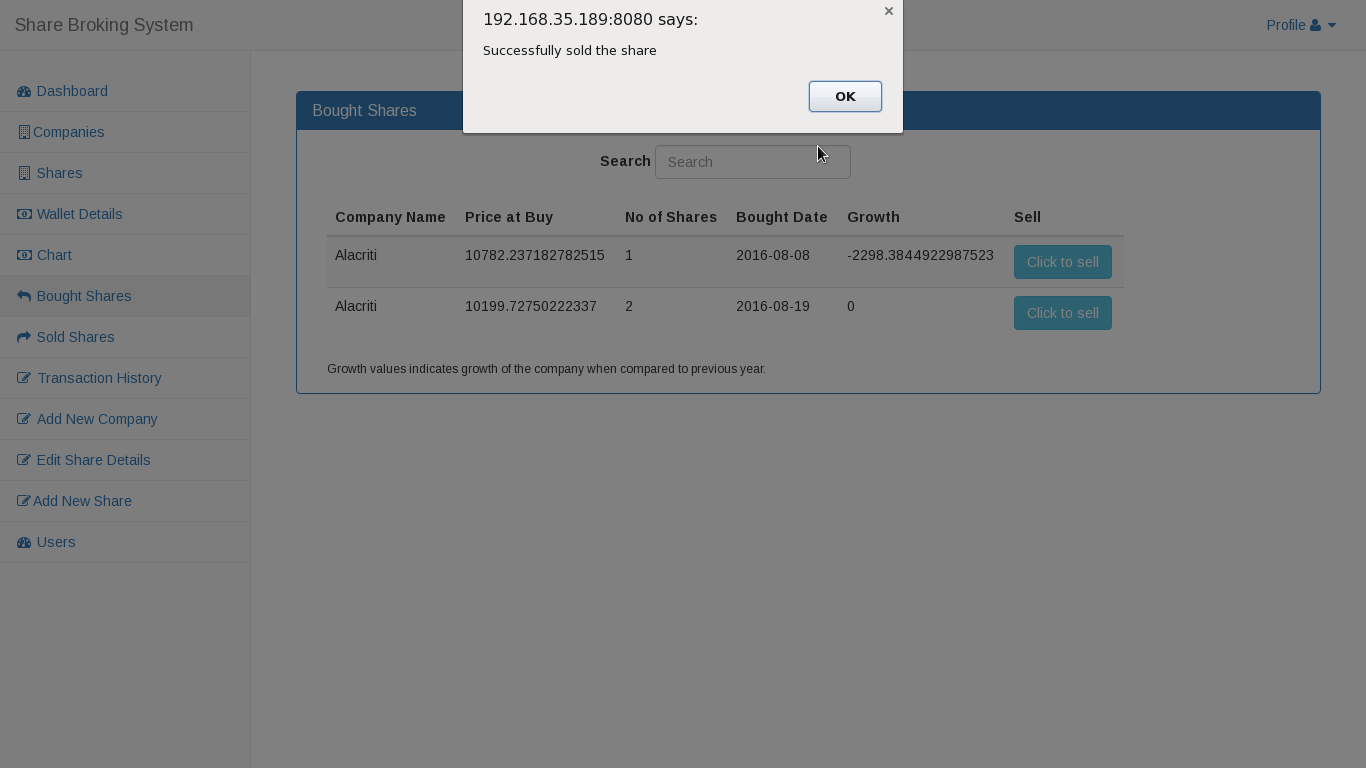 Share Broking System
Profile
192.168.35.189:8080 says:
×
Successfully sold the share
OK
Dashboard
Companies
Shares
Wallet Details
Chart
Bought Shares
Sold Shares
Transaction History
Add New Company
Edit Share Details
Add New Share
Users
Bought Shares
Search Search
Company Name Price at Buy No of Shares Bought Date Growth Sell
Alacriti 10782.237182782515 1 2016-08-08 -2298.3844922987523 Click to sell
Alacriti 10199.72750222337 2 2016-08-19 0 Click to sell
Growth values indicates growth of the company when compared to previous year.